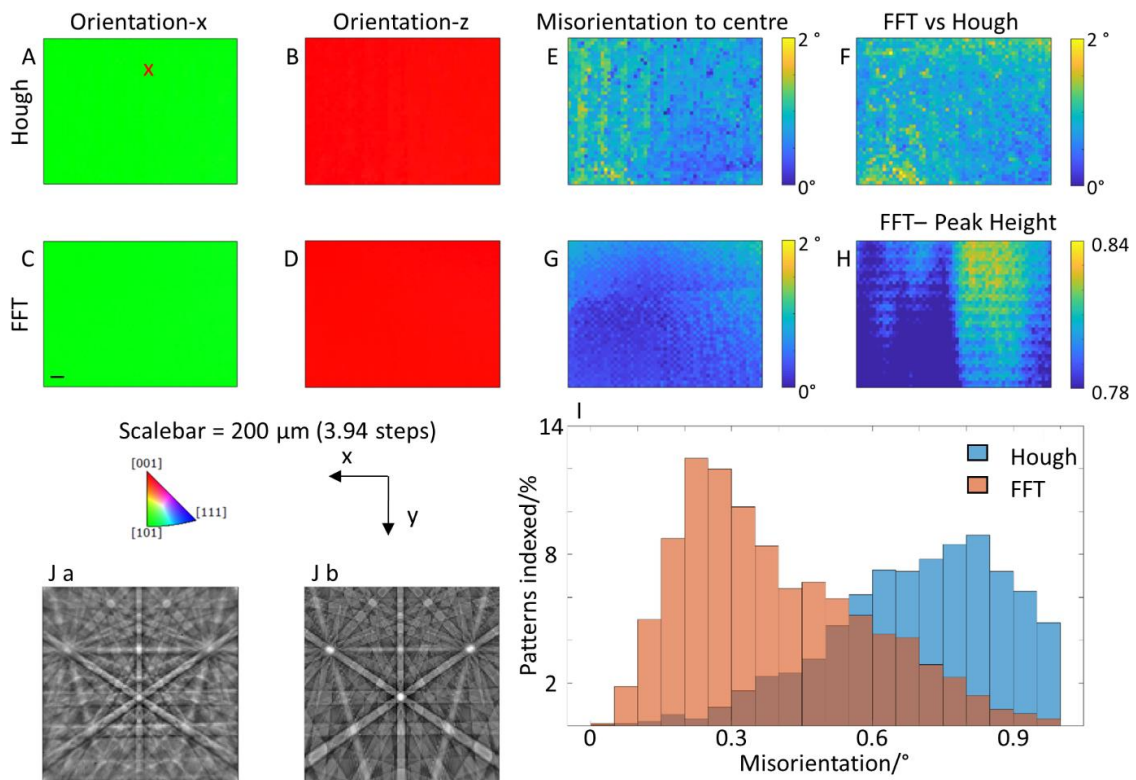 Orientation-x
Orientation-z
Misorientation to centre
FFT vs Hough
A
X
B
E
2 °
0°
F
2 °
0°
Hough
FFT– Peak Height
C
D
G
2 °
0°
H
0.84
0.78
FFT
Scalebar = 200 µm (3.94 steps)
[001]
[111]
[101]
x
y
J a
J b
I
14
8
2
Patterns indexed/%
Hough
FFT
0
0.3
0.6
0.9
Misorientation/°